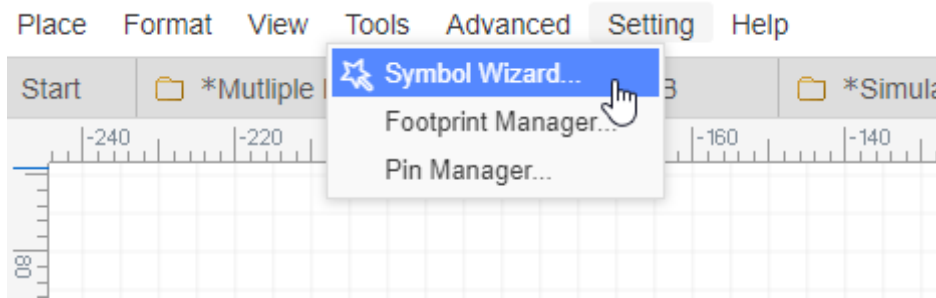 Place Format View Tools Advanced Setting Help
Start *Mutliple B *Simula
Symbol Wizard...
Footprint Manager...
Pin Manager...
-240 -220 -160 -140
80